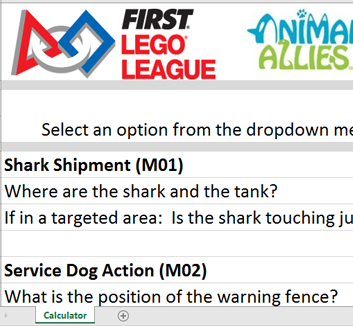 FIRST
LEGO
LEAGUE
ANIMAL
ALLIES
Select an option from the dropdown me
Shark Shipment (M01)
Where are the shark and the tank?
If in a targeted area:  Is the shark touching ju
Service Dog Action (M02)
What is the position of the warning fence?
Calculator